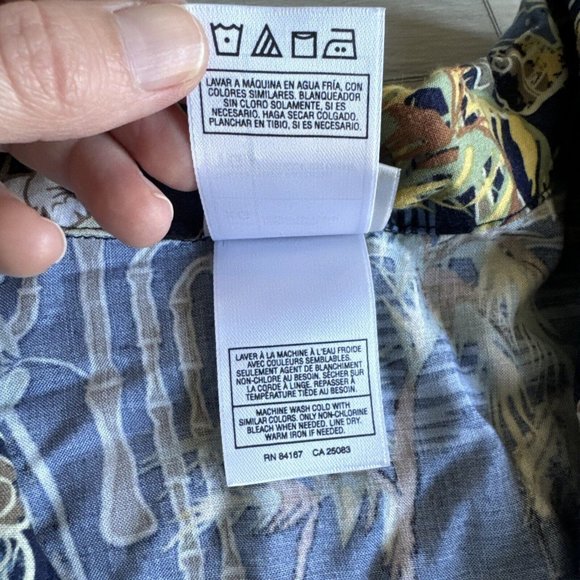 LAVAR A MÁQUINA EN AGUA FRÍA, CON
COLORES SIMILARES. BLANQUEADOR
SIN CLORO SOLAMENTE, SI ES
NECESARIO. HAGA SECAR COLGADO.
PLANCHAR EN TIBIO, SI ES NECESARIO.
LAVER À LA MACHINE À L'EAU FROIDE
AVEC COULEURS SEMBLABLES.
SEULEMENT AGENT DE BLANCHIMENT
NON-CHLORE AU BESOIN. SÉCHER SUR
LA CORDE À LINGE. REPASSER À
TEMPÉRATURE TIÈDE AU BESOIN.
MACHINE WASH COLD WITH
SIMILAR COLORS. ONLY NON-CHLORINE
BLEACH WHEN NEEDED. LINE DRY.
WARM IRON IF NEEDED.
RN 84167 CA 25083